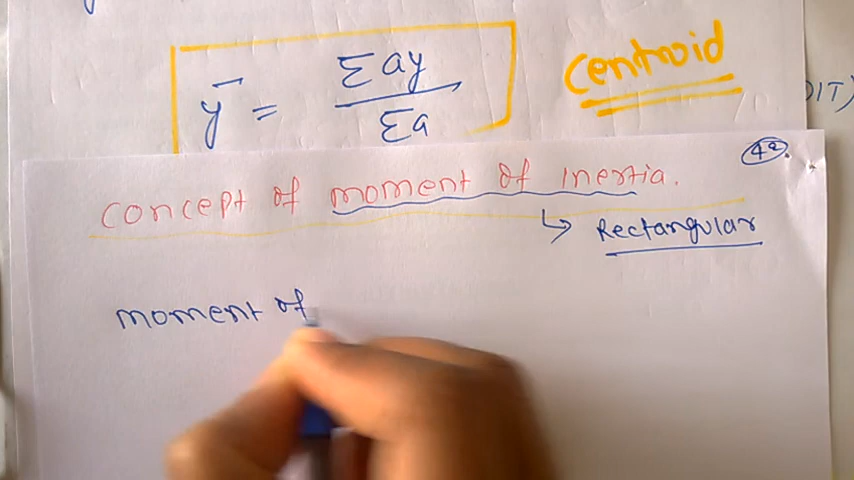 ȳ = Σay / Σa
Centroid
42.
concept of moment of Inertia.
↳ Rectangular
moment of